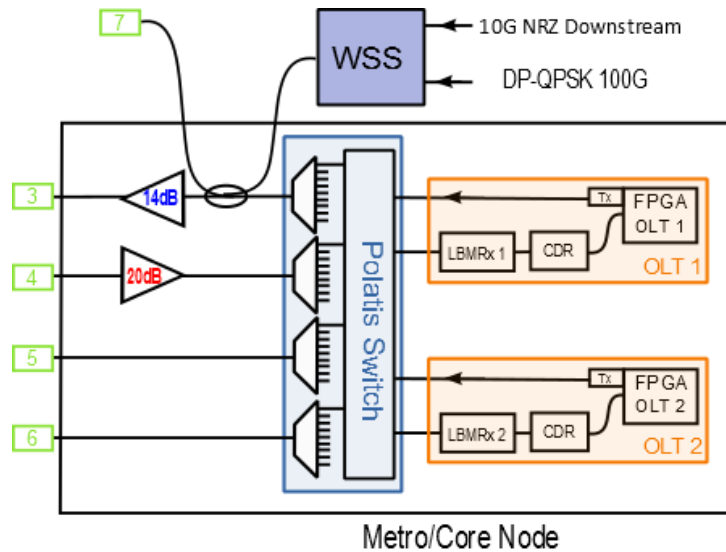 7
WSS
10G NRZ Downstream
DP-QPSK 100G
3
14dB
4
20dB
5
6
Polatis Switch
Tx
FPGA
OLT 1
LBMRx 1
CDR
OLT 1
Tx
FPGA
OLT 2
LBMRx 2
CDR
OLT 2
Metro/Core Node